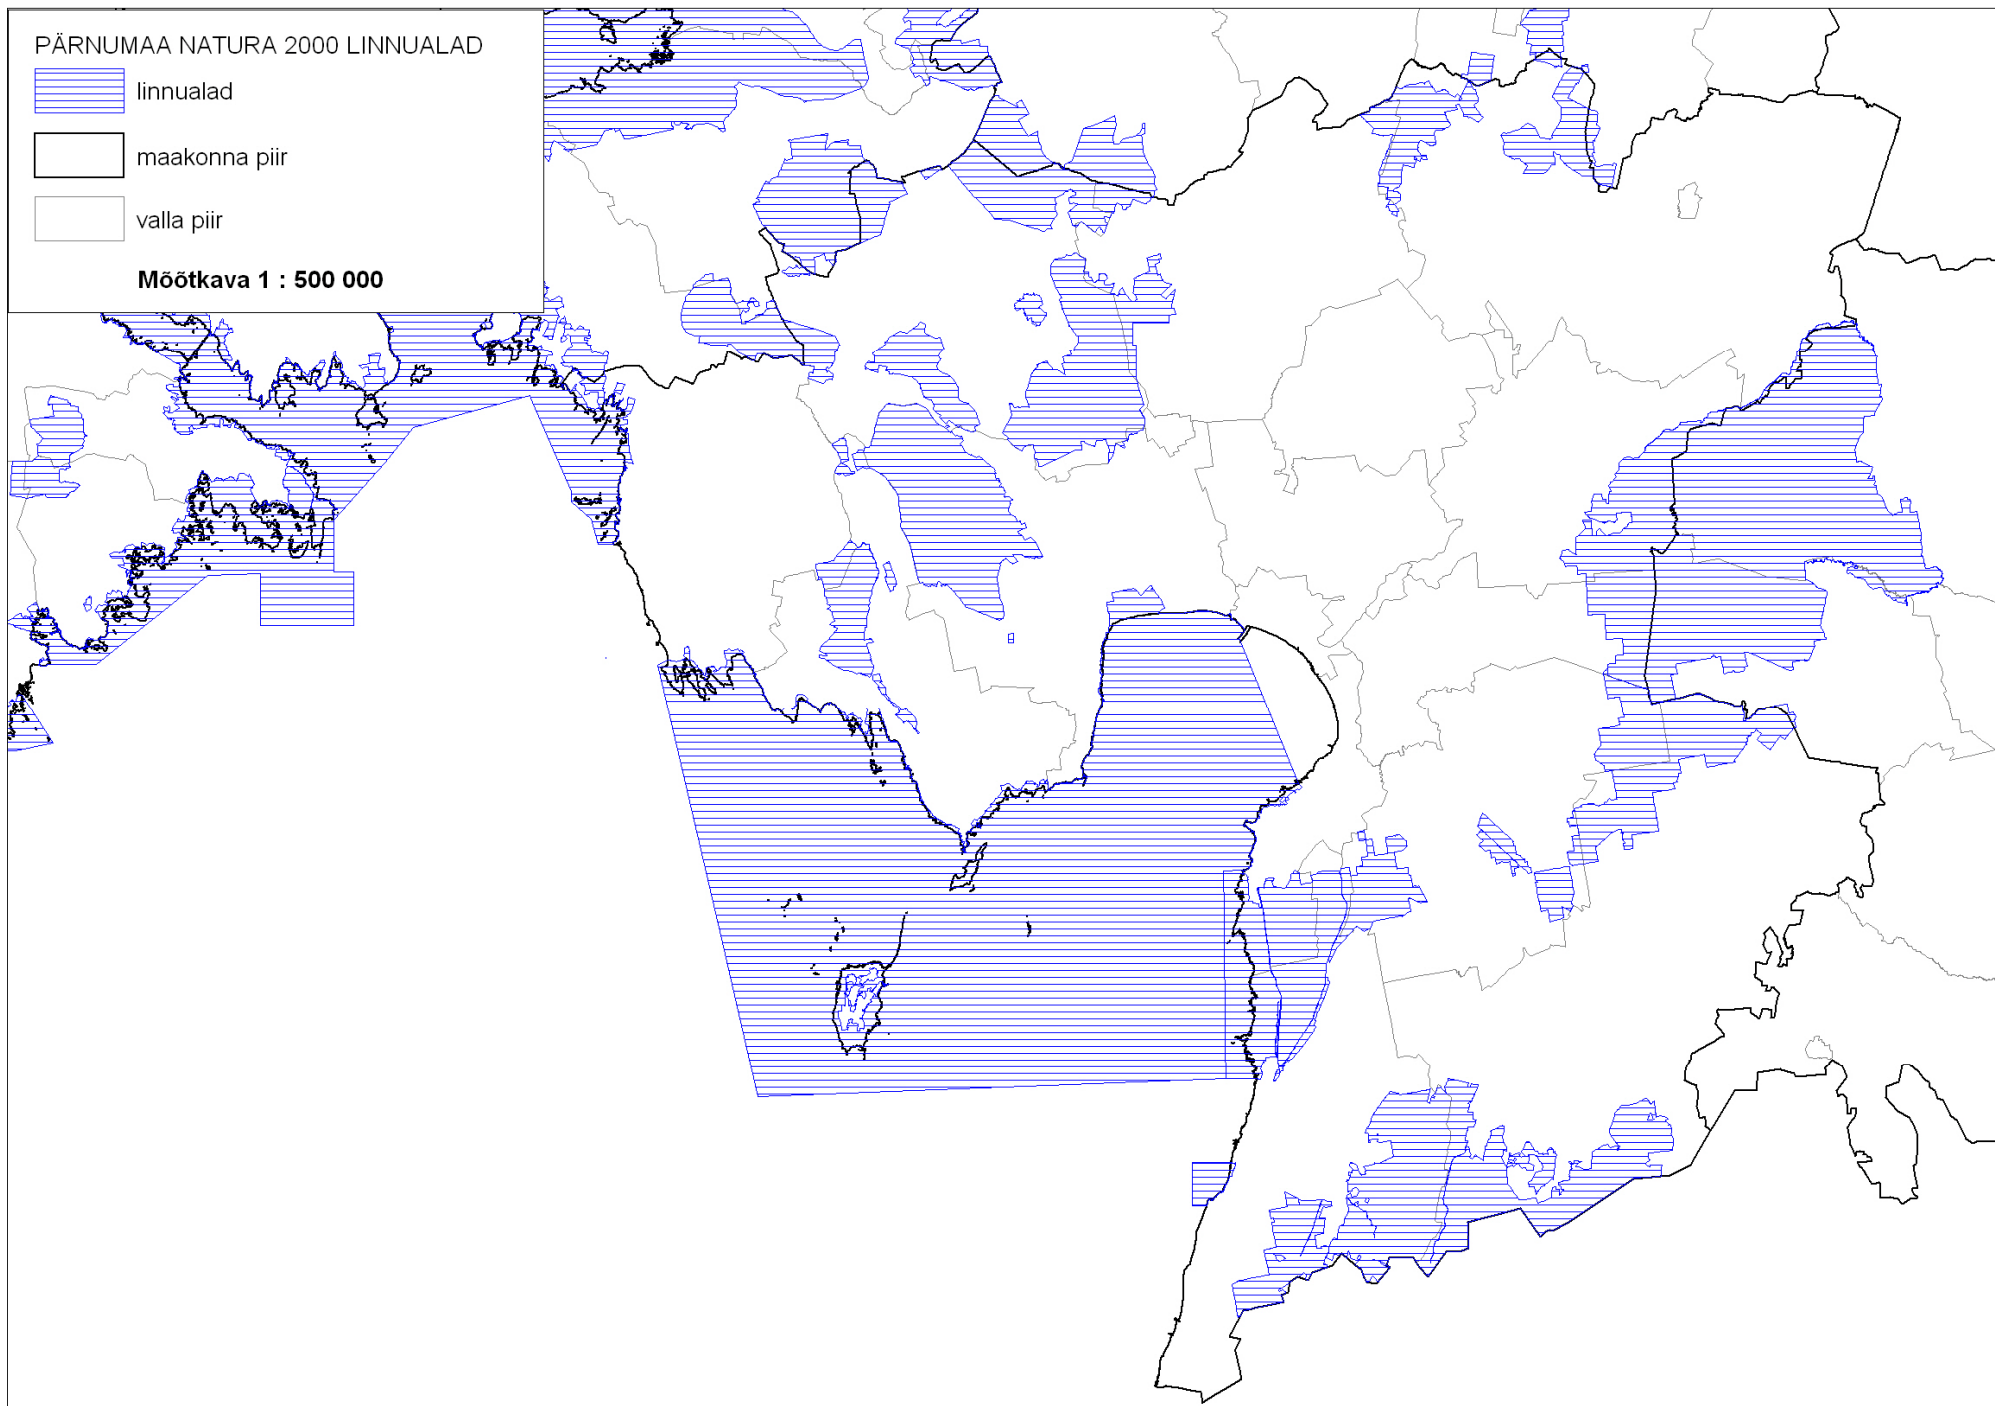 PÄRNUMAA NATURA 2000 LINNUALAD
linnualad
maakonna piir
valla piir
Mõõtkava 1 : 500 000